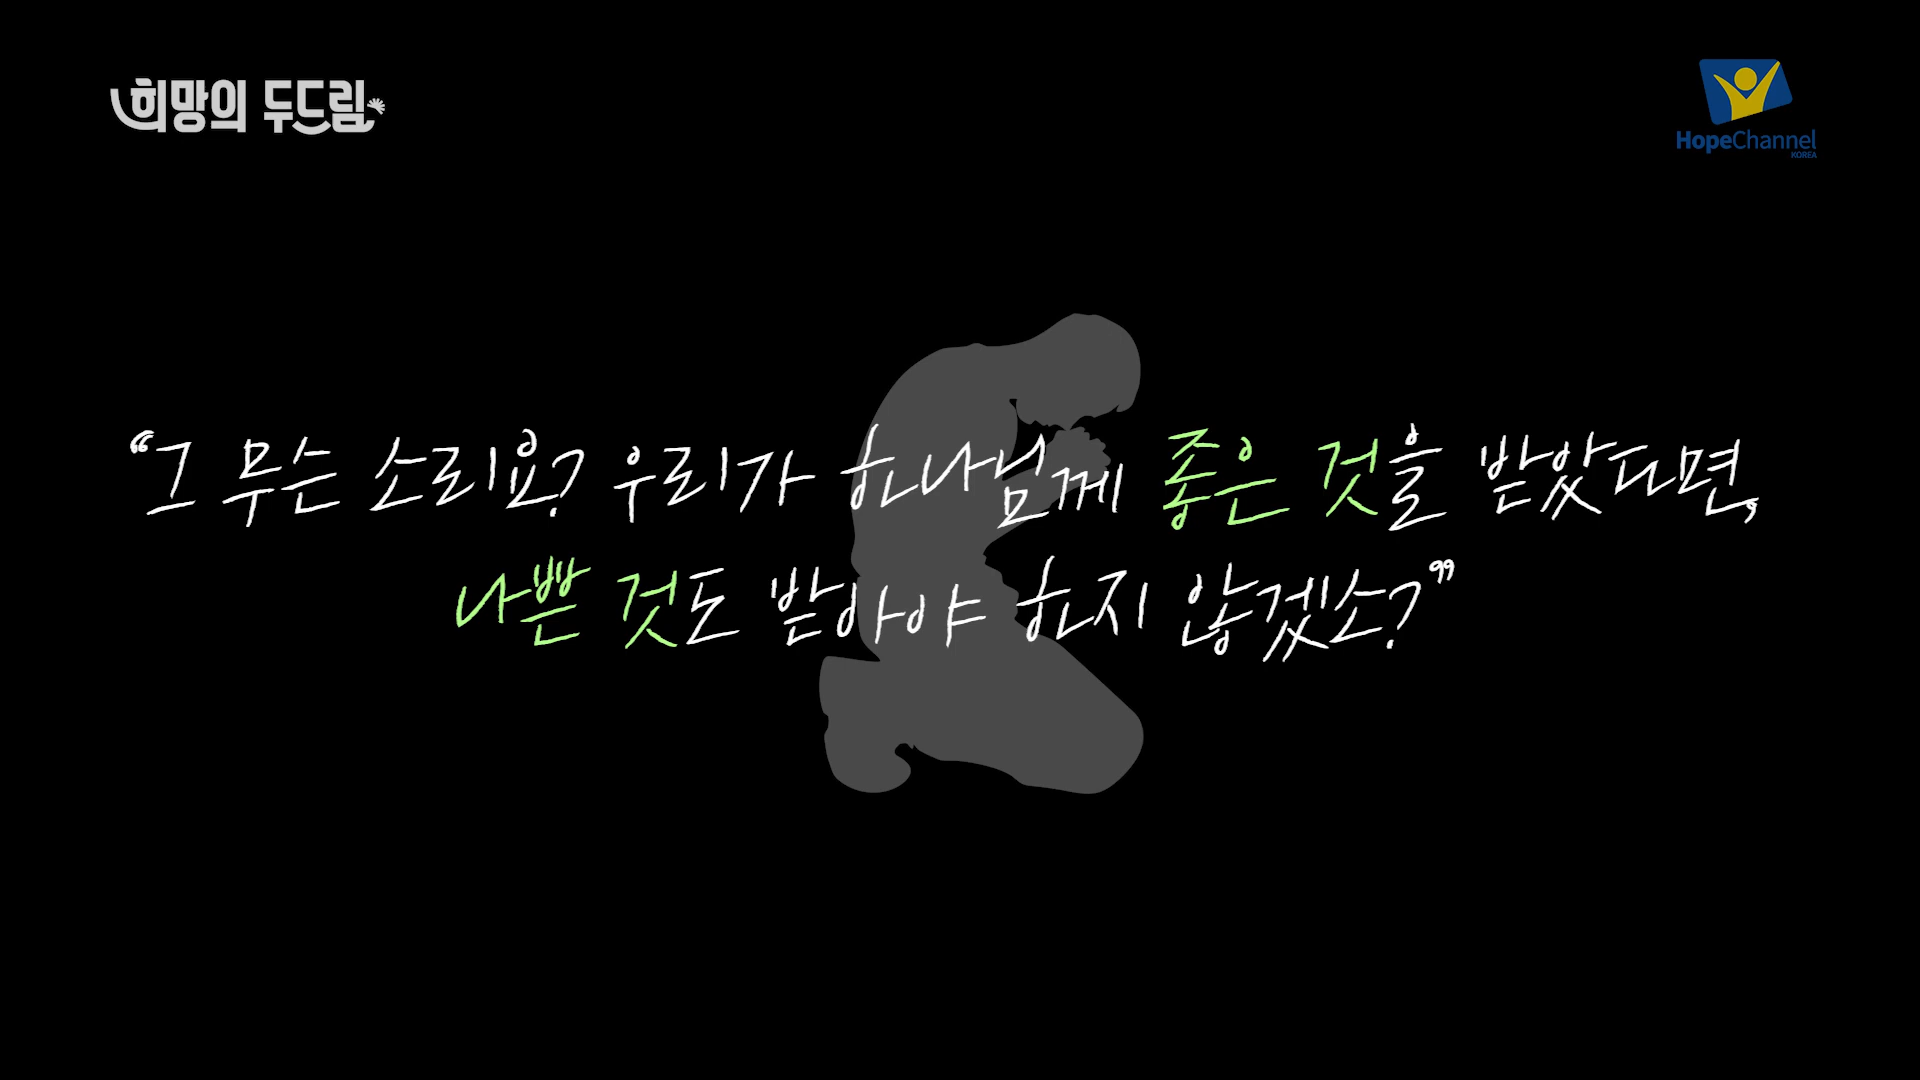 희망의 두드림
HopeChannel
KOREA
“그 무슨 소리요? 우리가 하나님께 좋은 것을 받았다면,
나쁜 것도 받아야 하지 않겠소?”